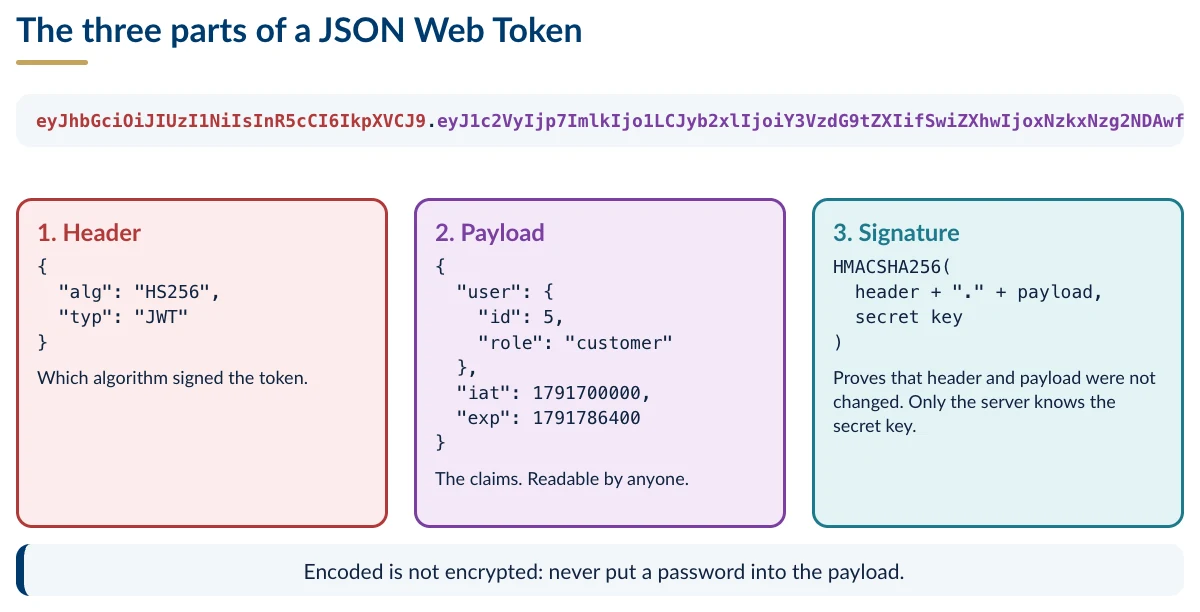 The three parts of a JSON Web Token
eyJhbGciOiJIUzI1NiIsInR5cCI6IkpXVCJ9.eyJ1c2VyIjp7ImlkIjo1LCJyb2xlIjoiY3VzdG9tZXIifSwiZXhwIjoxNzkxNzg2NDAwf
1. Header
{
"alg": "HS256",
"typ": "JWT"
}
Which algorithm signed the token.
2. Payload
{
"user": {
"id": 5,
"role": "customer"
},
"iat": 1791700000,
"exp": 1791786400
}
The claims. Readable by anyone.
3. Signature
HMACSHA256(
header + "." + payload,
secret key
)
Proves that header and payload were not
changed. Only the server knows the
secret key.
Encoded is not encrypted: never put a password into the payload.